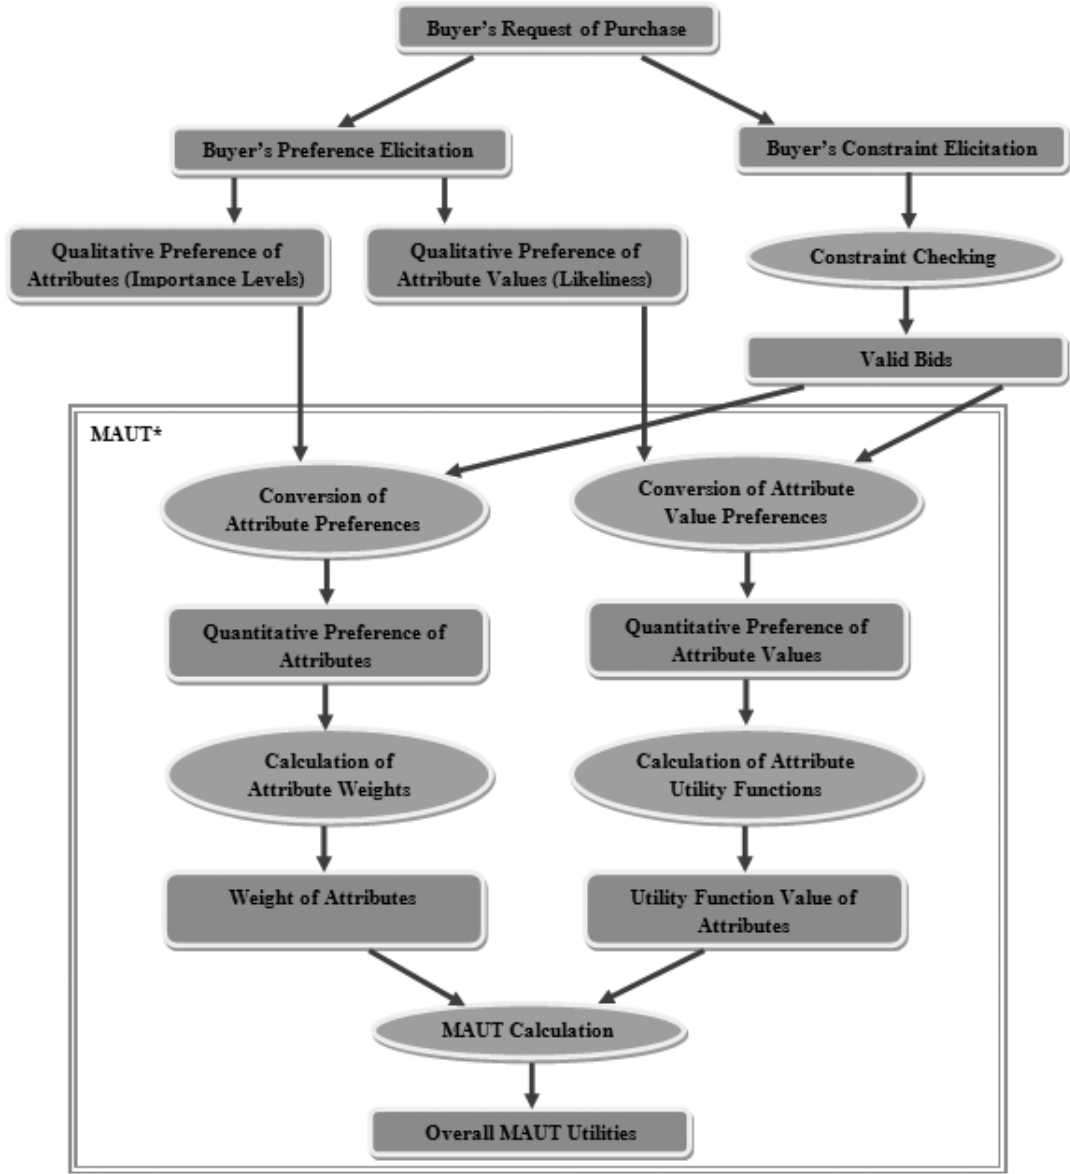 Buyer's Request of Purchase
Buyer's Preference Elicitation
Buyer's Constraint Elicitation
Qualitative Preference of
Attributes (Importance Levels)
Qualitative Preference of
Attribute Values (Likeliness)
Constraint Checking
Valid Bids
MAUT*
Conversion of
Attribute Preferences
Conversion of Attribute
Value Preferences
Quantitative Preference of
Attributes
Quantitative Preference of
Attribute Values
Calculation of
Attribute Weights
Calculation of Attribute
Utility Functions
Weight of Attributes
Utility Function Value of
Attributes
MAUT Calculation
Overall MAUT Utilities